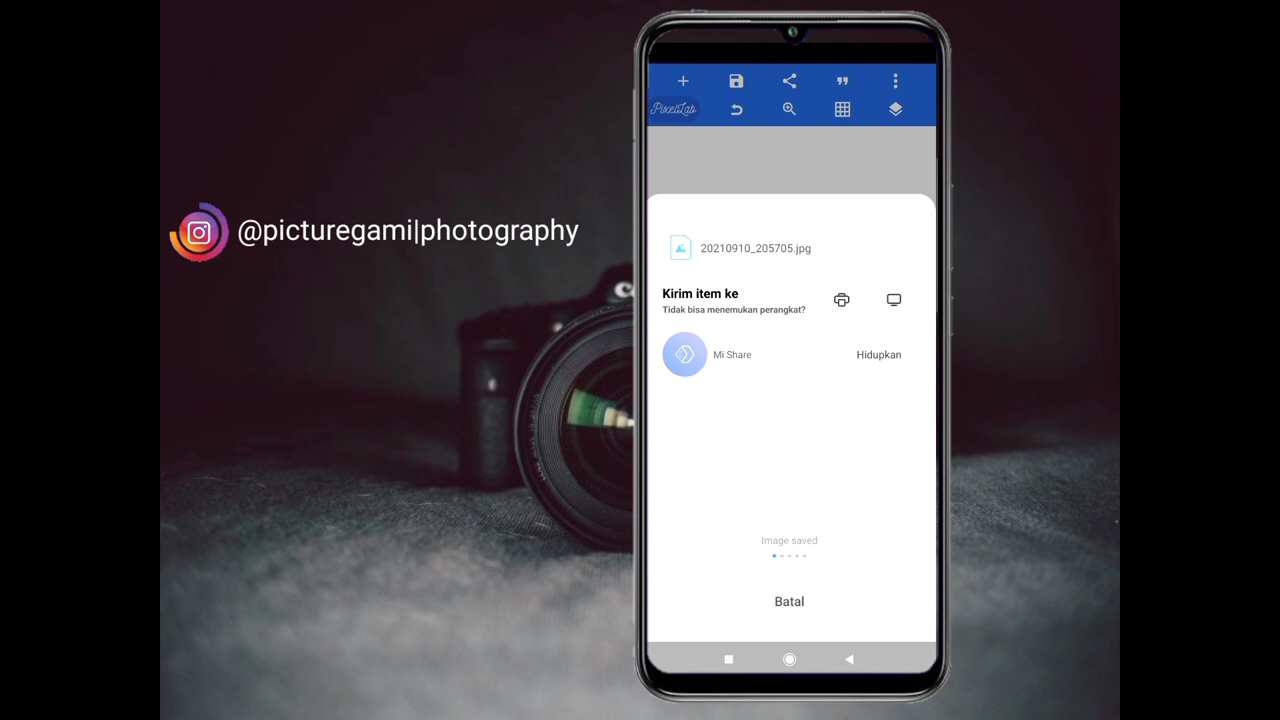 @picturegami|photography
PixelLab
20210910_205705.jpg
Kirim item ke
Tidak bisa menemukan perangkat?
Mi Share
Hidupkan
Image saved
Batal